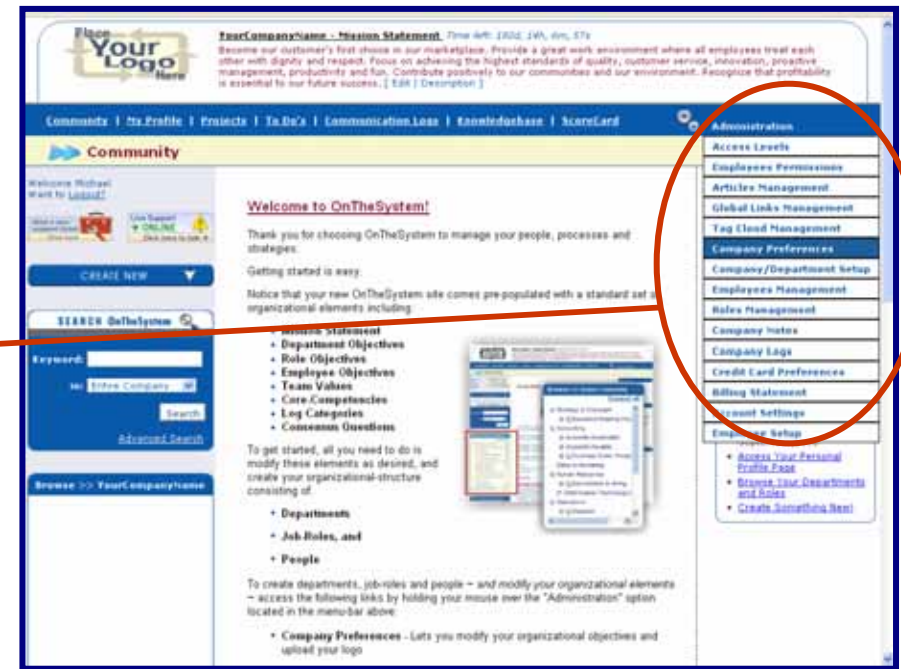 Place
Your
Logo
Here
YourCompanyName - Mission Statement Time left: 182d, 14h, 6m, 57s
Become our customer's first choice in our marketplace. Provide a great work environment where all employees treat each
other with dignity and respect. Focus on achieving the highest standards of quality, customer service, innovation, proactive
management, productivity and fun. Contribute positively to our communities and our environment. Recognize that profitability
is essential to our future success. [ Edit | Description ]
Community | My Profile | Projects | To Do's | Communication Logs | Knowledgebase | ScoreCard
Administration
Access Levels
Employees Permissions
Articles Management
Global Links Management
Tag Cloud Management
Company Preferences
Company/Department Setup
Employees Management
Roles Management
Company Notes
Company Logs
Credit Card Preferences
Billing Statement
Account Settings
Employee Setup
Access Your Personal
Profile Page
Browse Your Departments
and Roles
Create Something New!
Community
Welcome Michael
Want to Logout?
Live Support
ONLINE
CREATE NEW
SEARCH OnTheSystem
Keyword:
in: Entire Company
Search
Advanced Search
Browse >> YourCompanyName
Welcome to OnTheSystem!
Thank you for choosing OnTheSystem to manage your people, processes and
strategies.
Getting started is easy.
Notice that your new OnTheSystem site comes pre-populated with a standard set
organizational elements including:
• Mission Statement
• Department Objectives
• Role Objectives
• Employee Objectives
• Team Values
• Core Competencies
• Log Categories
• Consensus Questions
To get started, all you need to do is
modify these elements as desired, and
create your organizational-structure
consisting of
• Departments
• Job-Roles, and
• People
To create departments, job-roles and people – and modify your organizational elements
– access the following links by holding your mouse over the "Administration" option
located in the menu-bar above:
• Company Preferences - Lets you modify your organizational objectives and
upload your logo